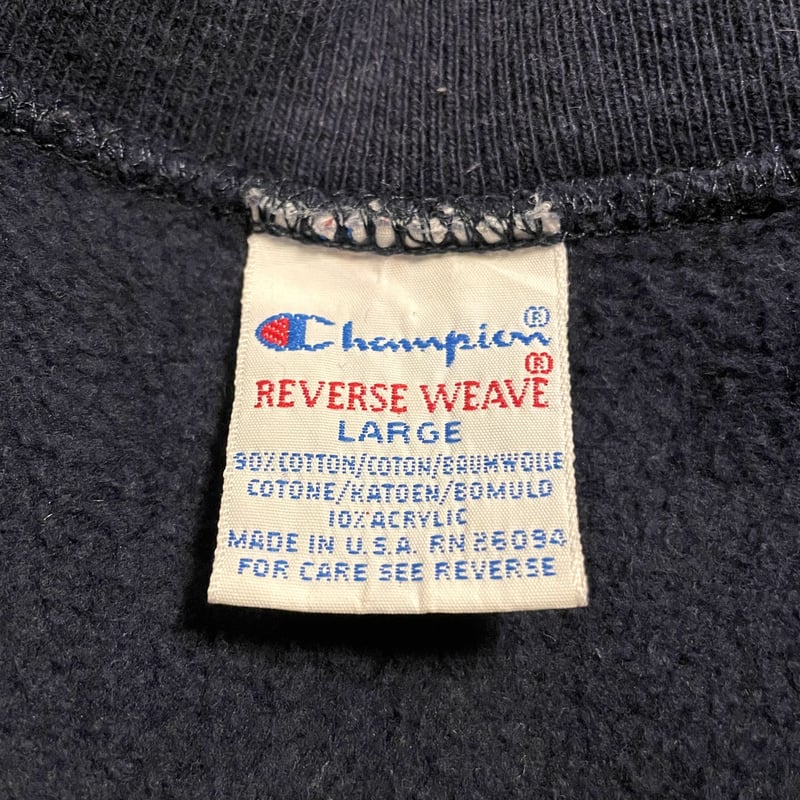 Champion®
REVERSE WEAVE®
LARGE
90% COTTON/COTON/BAUMWOLLE
COTONE/KATOEN/BOMULD
10% ACRYLIC
MADE IN U.S.A. RN 26094
FOR CARE SEE REVERSE